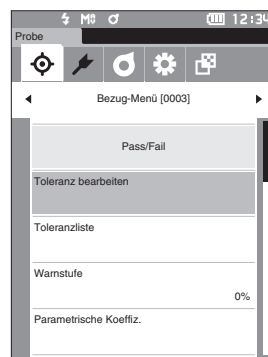 M 12:34
Probe
Bezug-Menü [0003]
Pass/Fail
Toleranz bearbeiten
Toleranzliste
Warnstufe
0%
Parametrische Koeffiz.